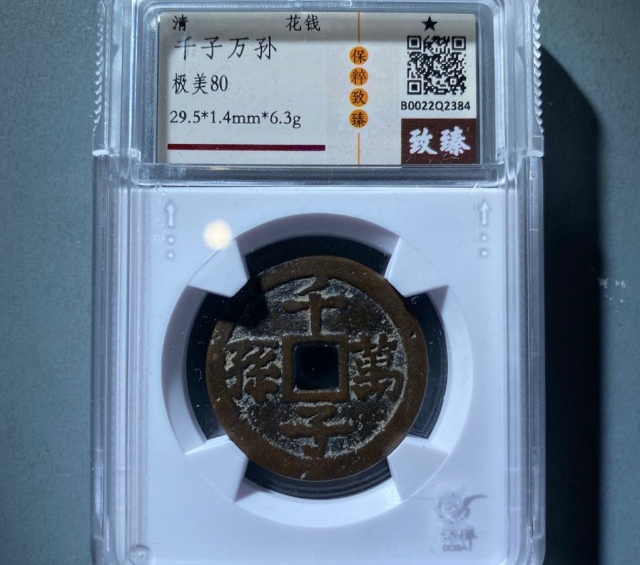 清 花钱
千子万孙
极美80
29.5*1.4mm*6.3g
保粹致臻
B0022Q2384
致臻
千
孫 萬
子